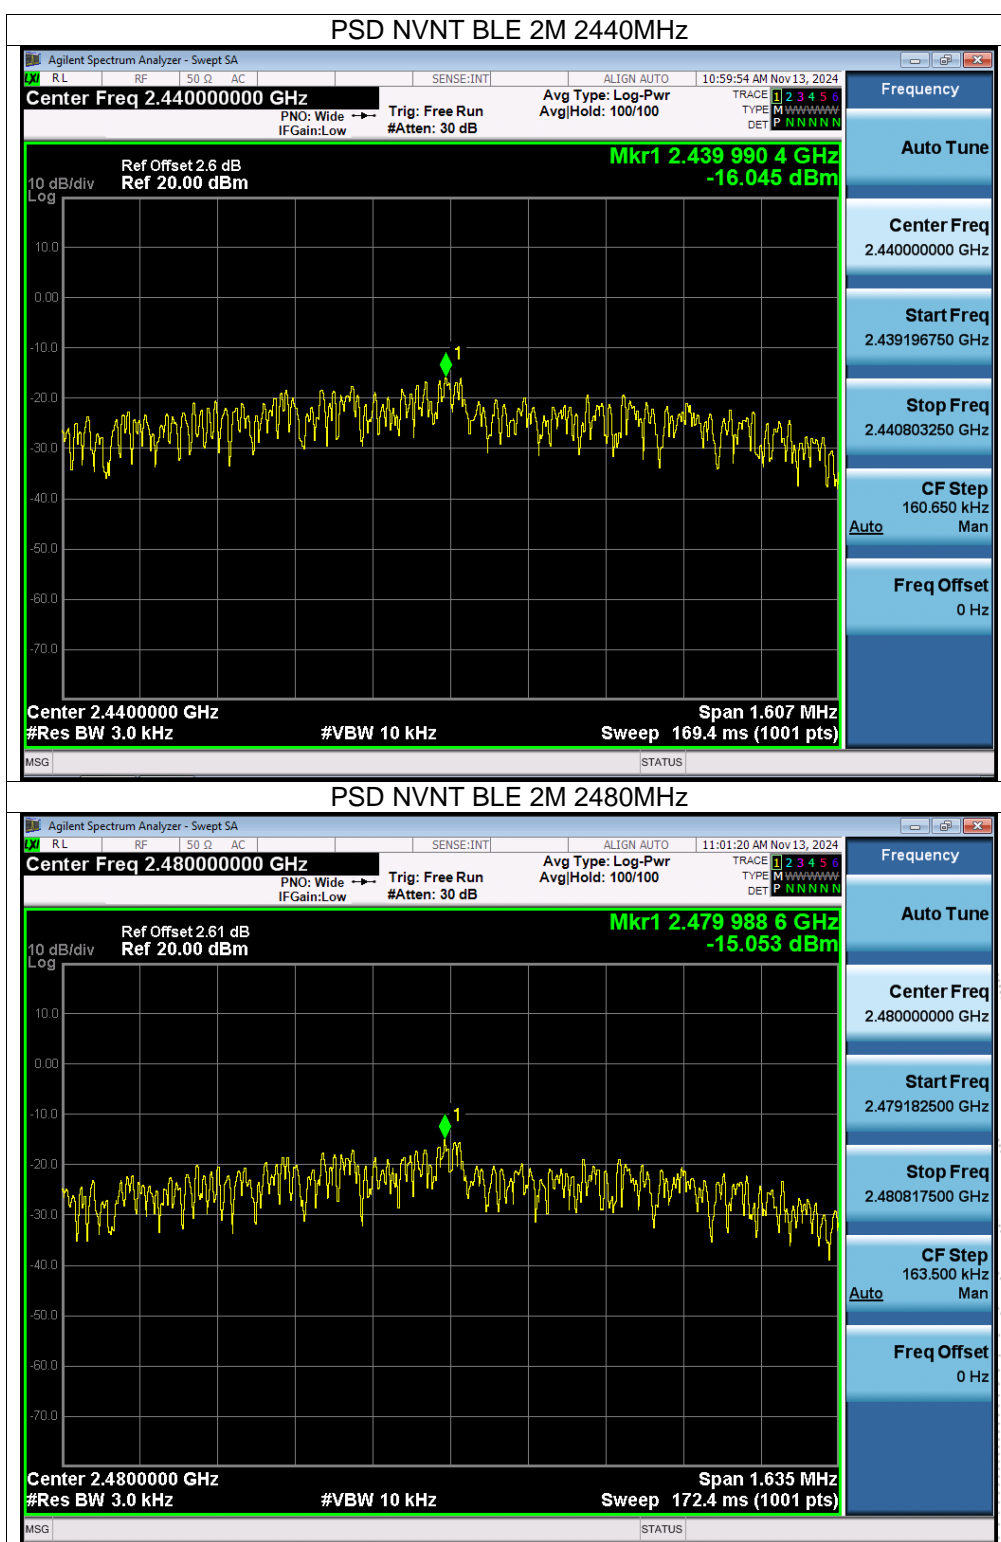 PSD NVNT BLE 2M 2440MHz
Agilent Spectrum Analyzer - Swept SA
LXI RL RF 50 Ω AC SENSE:INT ALIGN AUTO 10:59:54 AM Nov 13, 2024
Center Freq 2.440000000 GHz
PNO: Wide
IFGain:Low
Trig: Free Run
#Atten: 30 dB
Avg Type: Log-Pwr
Avg|Hold: 100/100
TRACE 1 2 3 4 5 6
TYPE M WWWWW
DET P N N N N N
Frequency
Auto Tune
Center Freq
2.440000000 GHz
Start Freq
2.439196750 GHz
Stop Freq
2.440803250 GHz
CF Step
160.650 kHz
Auto Man
Freq Offset
0 Hz
Mkr1 2.439 990 4 GHz
-16.045 dBm
Ref Offset 2.6 dB
10 dB/div Ref 20.00 dBm
Log
10.0
0.00
-10.0
1
-20.0
-30.0
-40.0
-50.0
-60.0
-70.0
Center 2.4400000 GHz Span 1.607 MHz
#Res BW 3.0 kHz #VBW 10 kHz Sweep 169.4 ms (1001 pts)
MSG STATUS
PSD NVNT BLE 2M 2480MHz
Agilent Spectrum Analyzer - Swept SA
LXI RL RF 50 Ω AC SENSE:INT ALIGN AUTO 11:01:20 AM Nov 13, 2024
Center Freq 2.480000000 GHz
PNO: Wide
IFGain:Low
Trig: Free Run
#Atten: 30 dB
Avg Type: Log-Pwr
Avg|Hold: 100/100
TRACE 1 2 3 4 5 6
TYPE M WWWWW
DET P N N N N N
Frequency
Auto Tune
Center Freq
2.480000000 GHz
Start Freq
2.479182500 GHz
Stop Freq
2.480817500 GHz
CF Step
163.500 kHz
Auto Man
Freq Offset
0 Hz
Mkr1 2.479 988 6 GHz
-15.053 dBm
Ref Offset 2.61 dB
10 dB/div Ref 20.00 dBm
Log
10.0
0.00
-10.0
1
-20.0
-30.0
-40.0
-50.0
-60.0
-70.0
Center 2.4800000 GHz Span 1.635 MHz
#Res BW 3.0 kHz #VBW 10 kHz Sweep 172.4 ms (1001 pts)
MSG STATUS